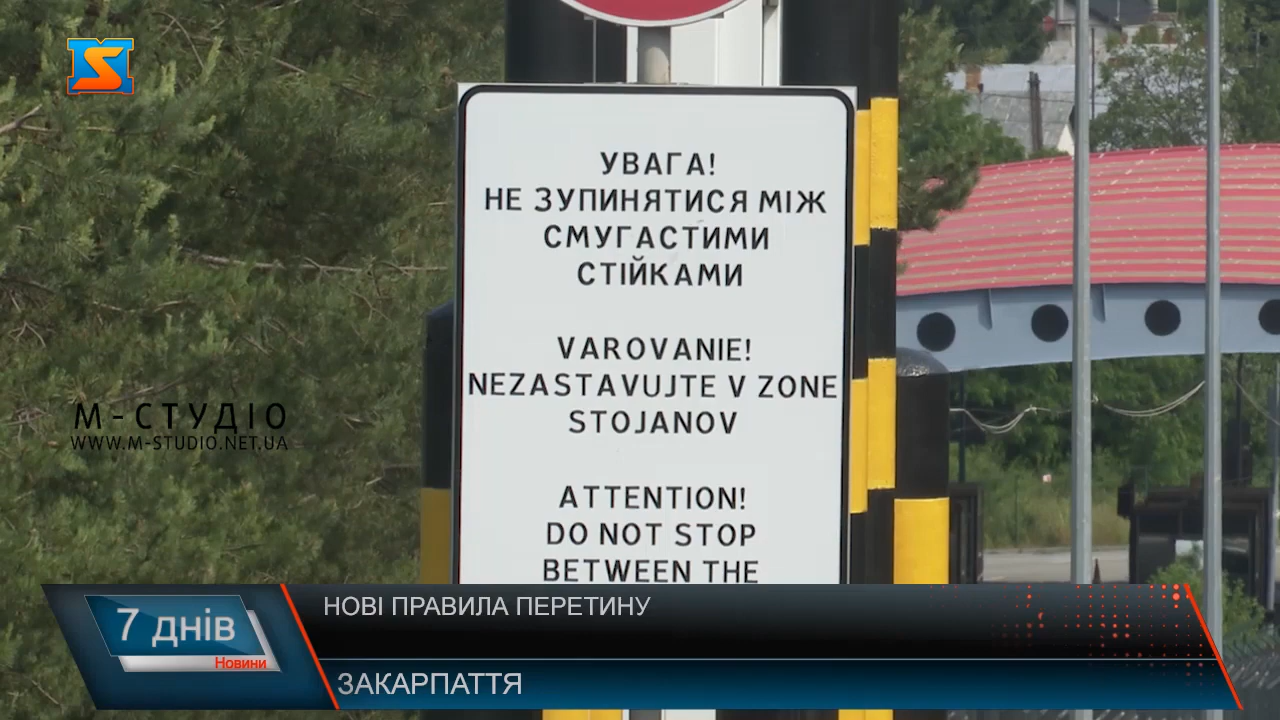 УВАГА!
НЕ ЗУПИНЯТИСЯ МІЖ
СМУГАСТИМИ
СТІЙКАМИ
VAROVANIE!
NEZASTAVUJTE V ZONE
STOJANOV
ATTENTION!
DO NOT STOP
BETWEEN THE
М-СТУДІО
WWW.M-STUDIO.NET.UA
7 днів
Новини
НОВІ ПРАВИЛА ПЕРЕТИНУ
ЗАКАРПАТТЯ